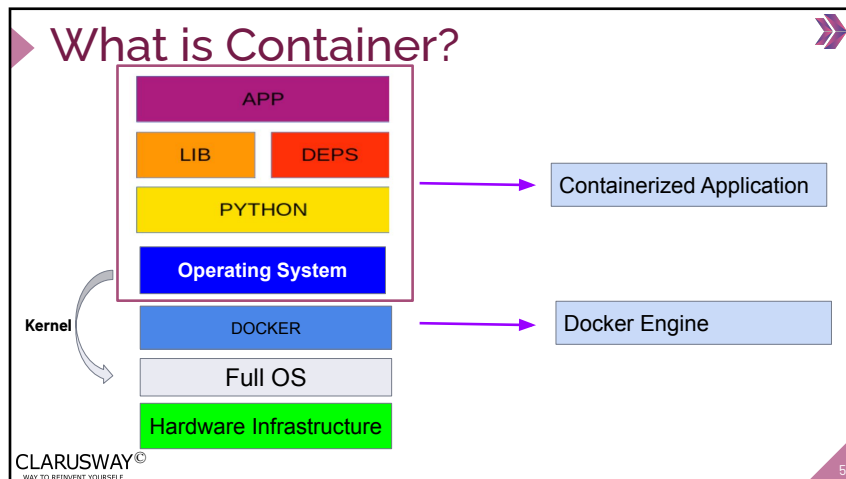 What is Container?
APP
LIB
DEPS
PYTHON
Containerized Application
Operating System
Kernel
DOCKER
Docker Engine
Full OS
Hardware Infrastructure
CLARUSWAY©
WAY TO REINVENT YOURSELF
5